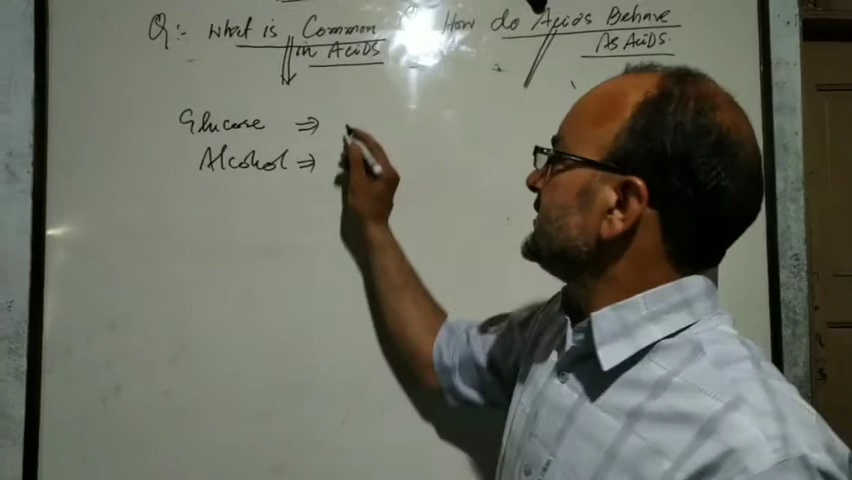 Q:- What is Common How do Acids Behave
in Acids As Acids.
Glucose ⇒
Alcohol ⇒